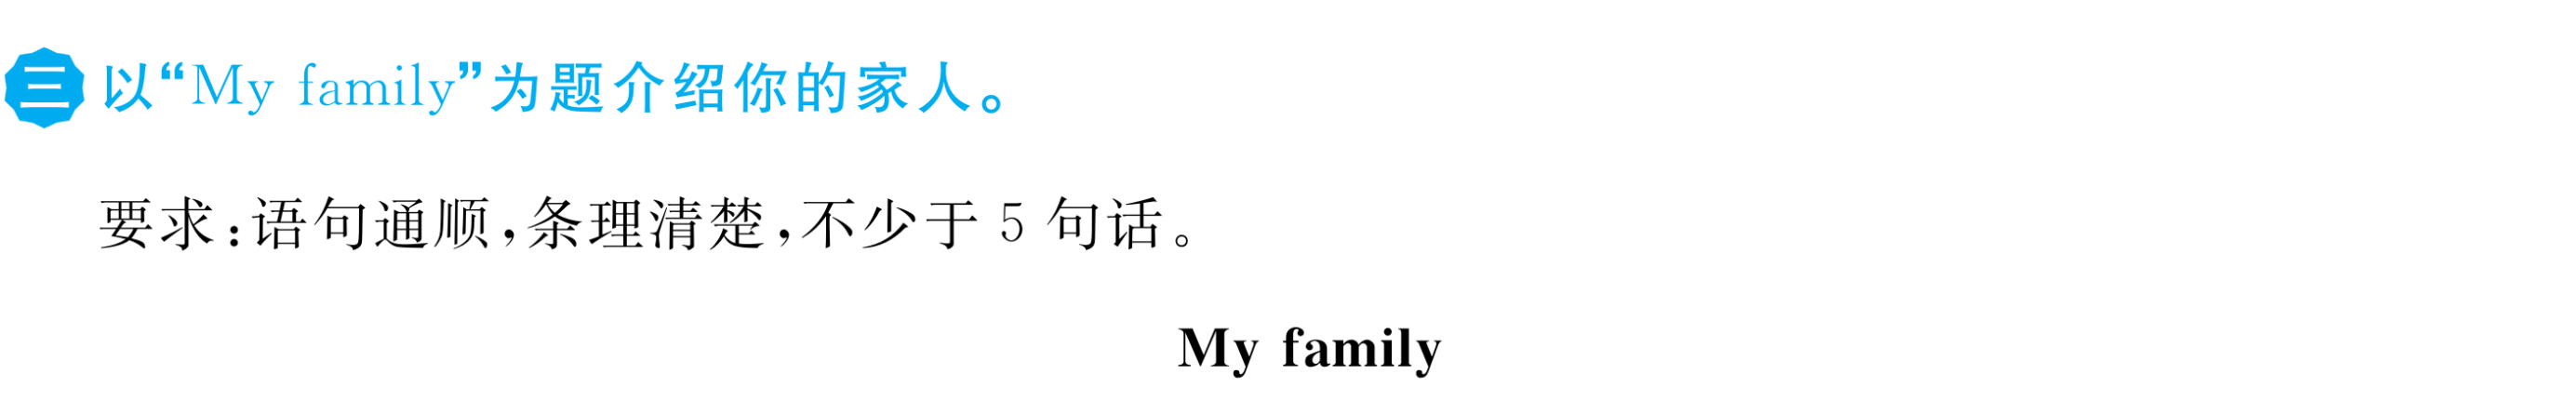 三 以“My family”为题介绍你的家人。
要求:语句通顺,条理清楚,不少于 5 句话。
My family